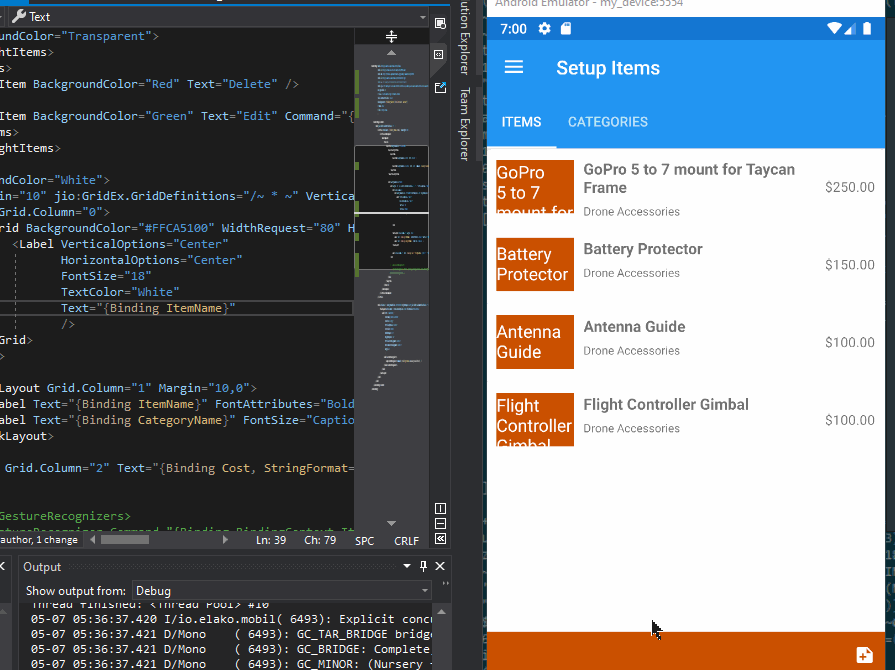 Text
undColor="Transparent">
ghtItems>
s>
Item BackgroundColor="Red" Text="Delete" />
Item BackgroundColor="Green" Text="Edit" Command="{
ms>
ghtItems>
ndColor="White">
in="10" jio:GridEx.GridDefinitions="/~ * ~" Vertica
Grid.Column="0">
rid BackgroundColor="#FFCA5100" WidthRequest="80" H
<Label VerticalOptions="Center"
HorizontalOptions="Center"
FontSize="18"
TextColor="White"
Text="{Binding ItemName}"
/>
Grid>
>
Layout Grid.Column="1" Margin="10,0">
abel Text="{Binding ItemName}" FontAttributes="Bold
abel Text="{Binding CategoryName}" FontSize="Captio
kLayout>
Grid.Column="2" Text="{Binding Cost, StringFormat=
GestureRecognizers>
author, 1 change
Ln: 39 Ch: 79 SPC CRLF
Output
Show output from: Debug
Thread finished: <Thread Pool> #10
05-07 05:36:37.420 I/io.elako.mobil( 6493): Explicit conc
05-07 05:36:37.421 D/Mono ( 6493): GC_TAR_BRIDGE bridg
05-07 05:36:37.421 D/Mono ( 6493): GC_BRIDGE: Complete
05-07 05:36:37.421 D/Mono ( 6493): GC_MINOR: (Nursery
ution Explorer
Team Explorer
Android Emulator - my_device:5554
7:00
Setup Items
ITEMS CATEGORIES
GoPro
5 to 7
mount for
GoPro 5 to 7 mount for Taycan
Frame
Drone Accessories
$250.00
Battery
Protector
Battery Protector
Drone Accessories
$150.00
Antenna
Guide
Antenna Guide
Drone Accessories
$100.00
Flight
Controller
Gimbal
Flight Controller Gimbal
Drone Accessories
$100.00